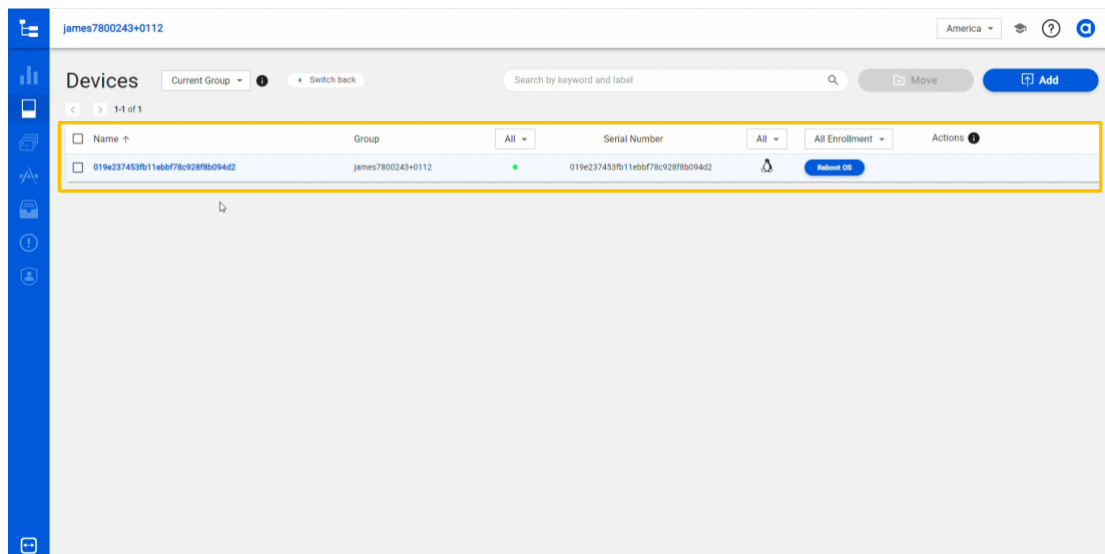 james7800243+0112
America
Devices
Current Group
Switch back
Search by keyword and label
Move
Add
1-1 of 1
Name
Group
All
Serial Number
All
All Enrollment
Actions
019e237453fb11ebbf78c928f8b094d2
james7800243+0112
019e237453fb11ebbf78c928f8b094d2
Reboot OS